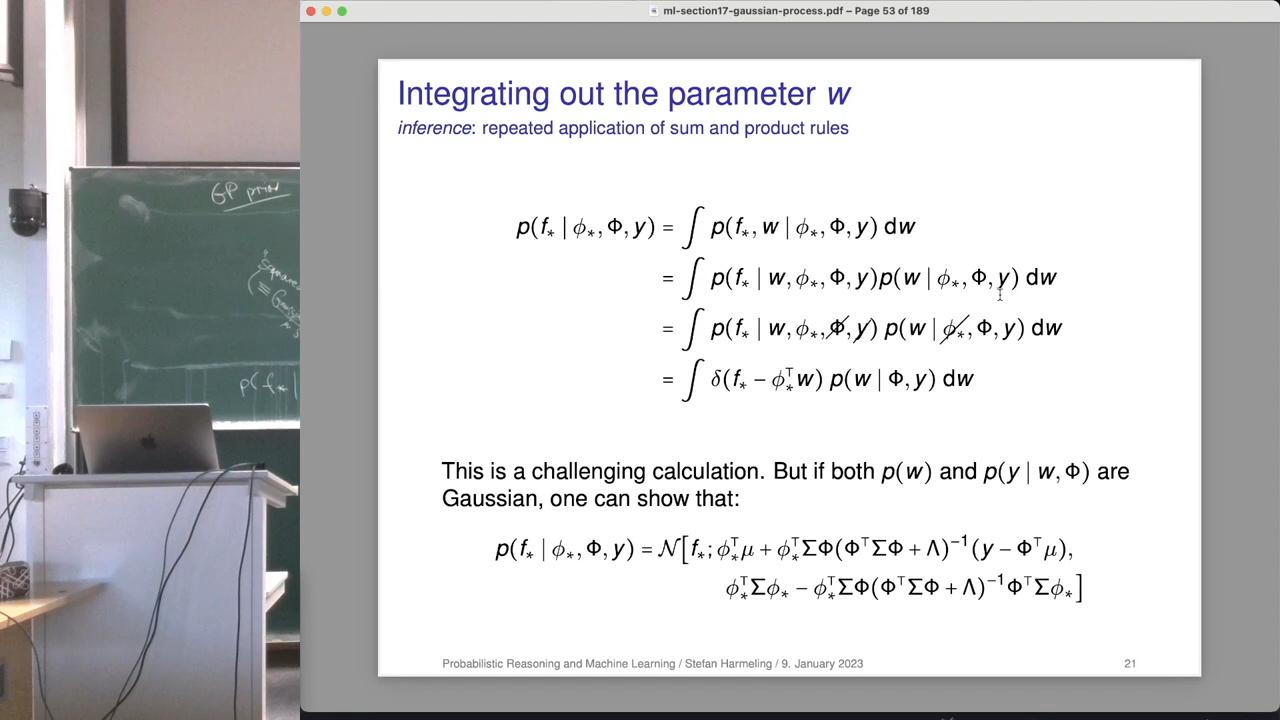 ml-section17-gaussian-process.pdf – Page 53 of 189
GP prior
Squared
≡ Gauss
p(f* |
Integrating out the parameter w
inference: repeated application of sum and product rules
p(f* | ϕ*, Φ, y) = ∫ p(f*, w | ϕ*, Φ, y) dw
= ∫ p(f* | w, ϕ*, Φ, y)p(w | ϕ*, Φ, y) dw
= ∫ p(f* | w, ϕ*, Φ, y) p(w | ϕ*, Φ, y) dw
= ∫ δ(f* − ϕ*ᵀw) p(w | Φ, y) dw
This is a challenging calculation. But if both p(w) and p(y | w, Φ) are
Gaussian, one can show that:
p(f* | ϕ*, Φ, y) = 𝒩[f*; ϕ*ᵀμ + ϕ*ᵀΣΦ(ΦᵀΣΦ + Λ)⁻¹(y − Φᵀμ),
ϕ*ᵀΣϕ* − ϕ*ᵀΣΦ(ΦᵀΣΦ + Λ)⁻¹ΦᵀΣϕ*]
Probabilistic Reasoning and Machine Learning / Stefan Harmeling / 9. January 2023
21